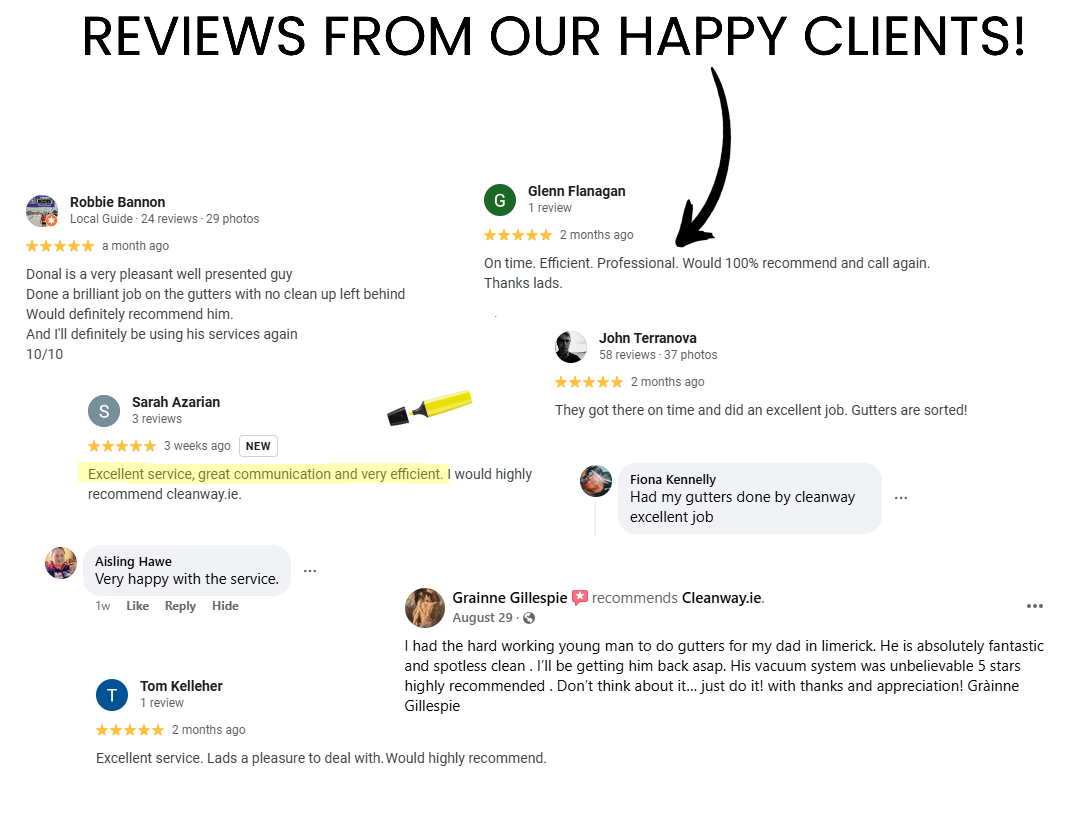 REVIEWS FROM OUR HAPPY CLIENTS!
Robbie Bannon
Local Guide · 24 reviews · 29 photos
a month ago
Donal is a very pleasant well presented guy
Done a brilliant job on the gutters with no clean up left behind
Would definitely recommend him.
And I'll definitely be using his services again
10/10
G
Glenn Flanagan
1 review
2 months ago
On time. Efficient. Professional. Would 100% recommend and call again.
Thanks lads.
John Terranova
58 reviews · 37 photos
2 months ago
They got there on time and did an excellent job. Gutters are sorted!
S
Sarah Azarian
3 reviews
3 weeks ago NEW
Excellent service, great communication and very efficient. I would highly
recommend cleanway.ie.
Fiona Kennelly
Had my gutters done by cleanway
excellent job
Aisling Hawe
Very happy with the service.
1w Like Reply Hide
Grainne Gillespie recommends Cleanway.ie.
August 29 ·
I had the hard working young man to do gutters for my dad in limerick. He is absolutely fantastic
and spotless clean . I'll be getting him back asap. His vacuum system was unbelievable 5 stars
highly recommended . Don't think about it... just do it! with thanks and appreciation! Gràinne
Gillespie
T
Tom Kelleher
1 review
2 months ago
Excellent service. Lads a pleasure to deal with. Would highly recommend.